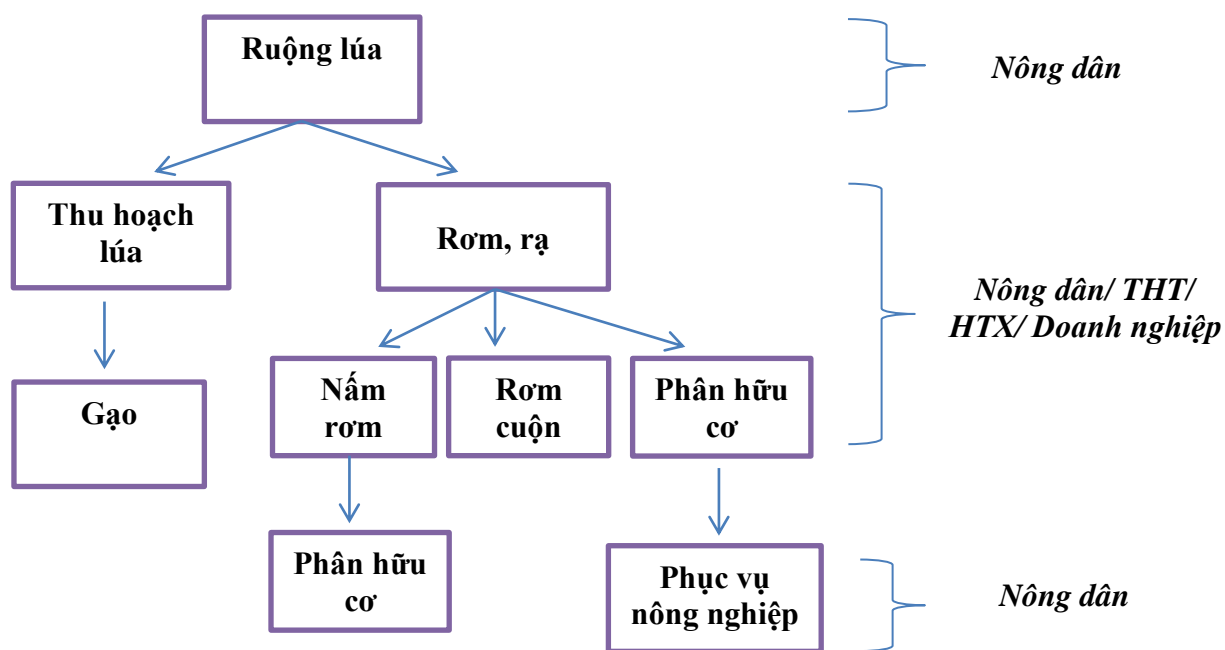 Ruộng lúa
Nông dân
Thu hoạch
lúa
Rơm, rạ
Nông dân/ THT/
HTX/ Doanh nghiệp
Gạo
Nấm
rơm
Rơm
cuộn
Phân hữu
cơ
Phân hữu
cơ
Phục vụ
nông nghiệp
Nông dân